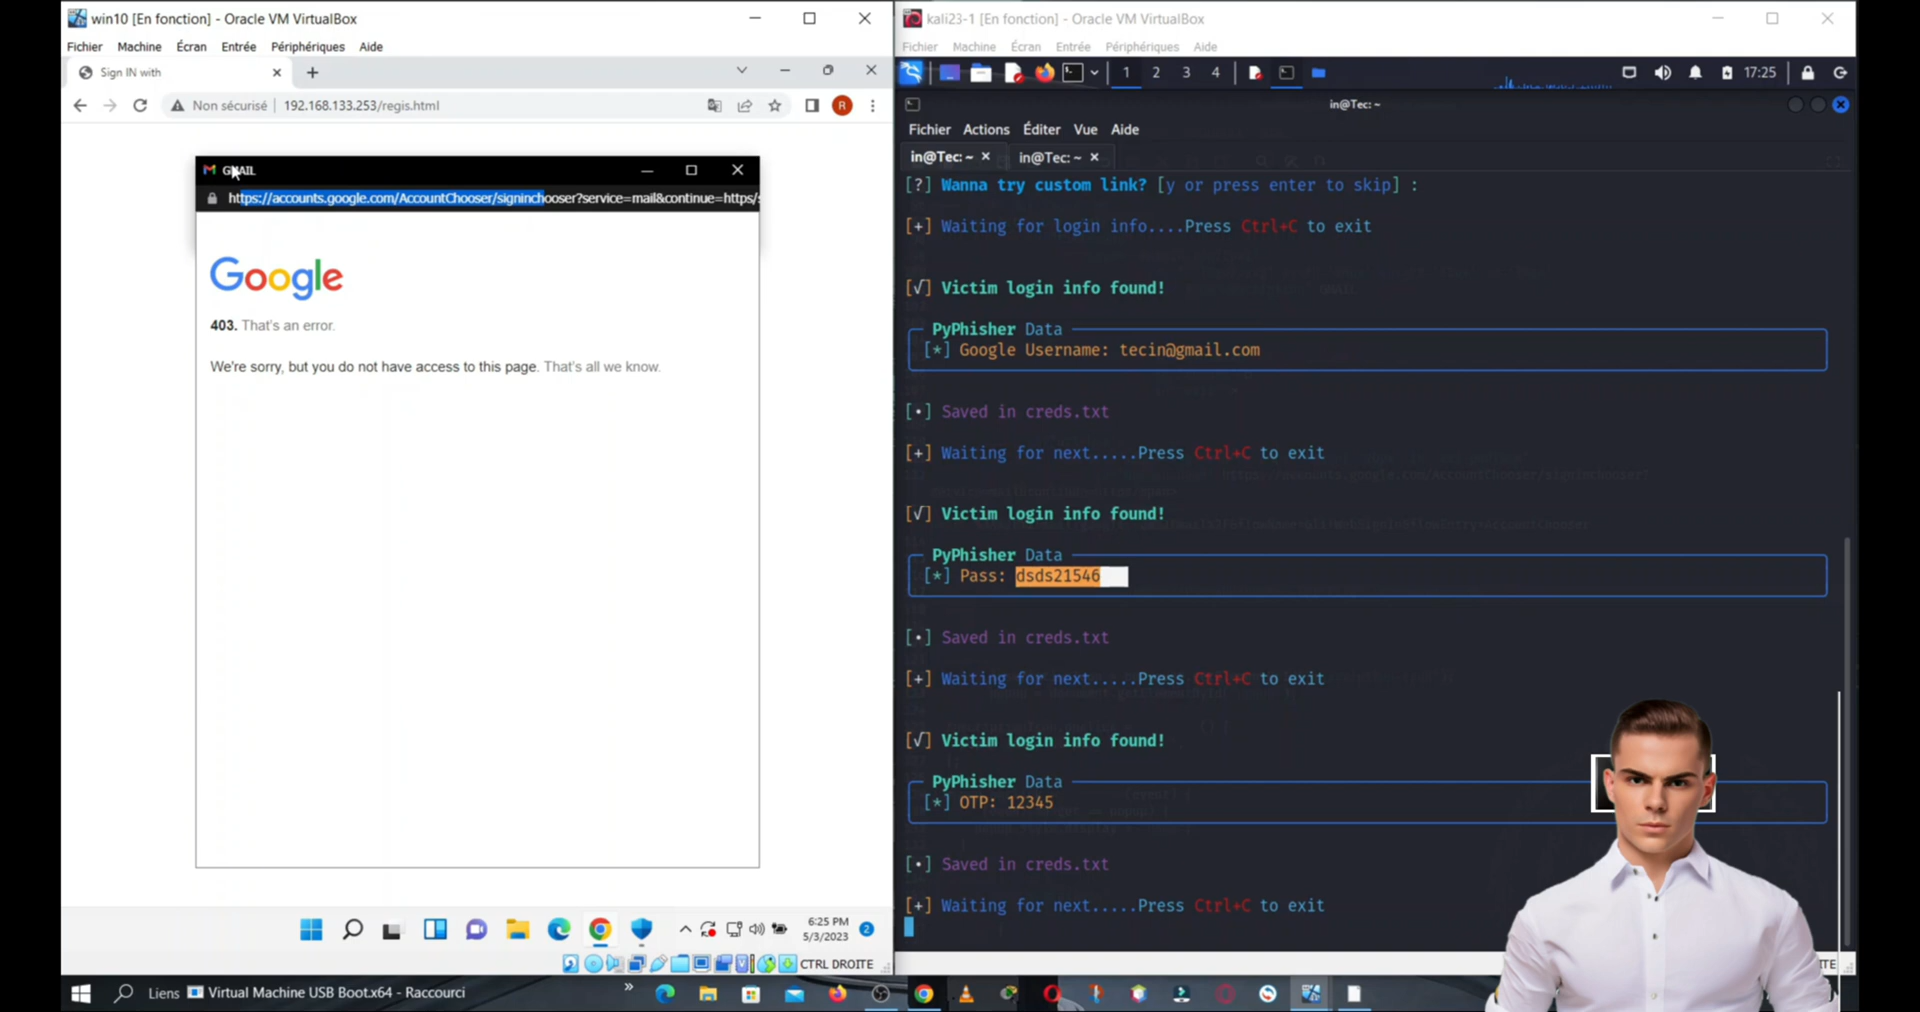 win10 [En fonction] - Oracle VM VirtualBox
Fichier Machine Écran Entrée Périphériques Aide
Sign IN with
Non sécurisé 192.168.133.253/regis.html
R
GMAIL
https://accounts.google.com/AccountChooser/signinchooser?service=mail&continue=https/
Google
403. That's an error.
We're sorry, but you do not have access to this page. That's all we know.
6:25 PM
5/3/2023
2
CTRL DROITE
kali23-1 [En fonction] - Oracle VM VirtualBox
Fichier Machine Écran Entrée Périphériques Aide
1 2 3 4
17:25
in@Tec: ~
Fichier Actions Éditer Vue Aide
in@Tec: ~ in@Tec: ~
[?] Wanna try custom link? [y or press enter to skip] :
[+] Waiting for login info....Press Ctrl+C to exit
[√] Victim login info found!
PyPhisher Data
[*] Google Username: tecin@gmail.com
[•] Saved in creds.txt
[+] Waiting for next.....Press Ctrl+C to exit
[√] Victim login info found!
PyPhisher Data
[*] Pass: dsds21546
[•] Saved in creds.txt
[+] Waiting for next.....Press Ctrl+C to exit
[√] Victim login info found!
PyPhisher Data
[*] OTP: 12345
[•] Saved in creds.txt
[+] Waiting for next.....Press Ctrl+C to exit
ITE
Liens Virtual Machine USB Boot.x64 - Raccourci